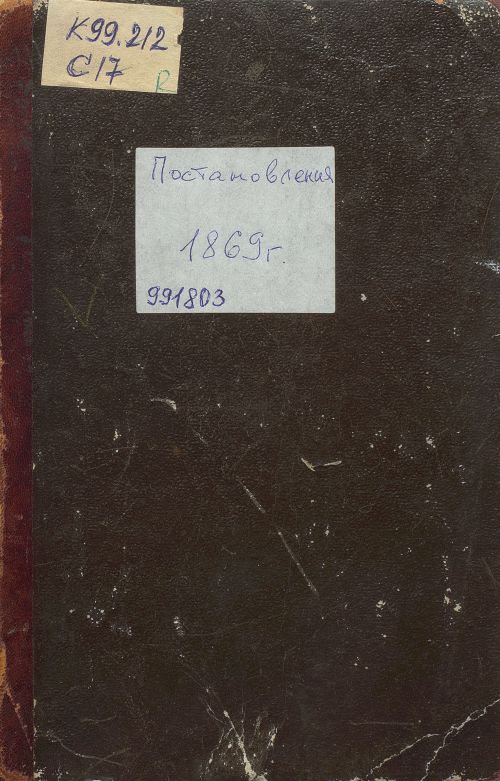 К99.212
С17
R
Постановления
1869г.
991803